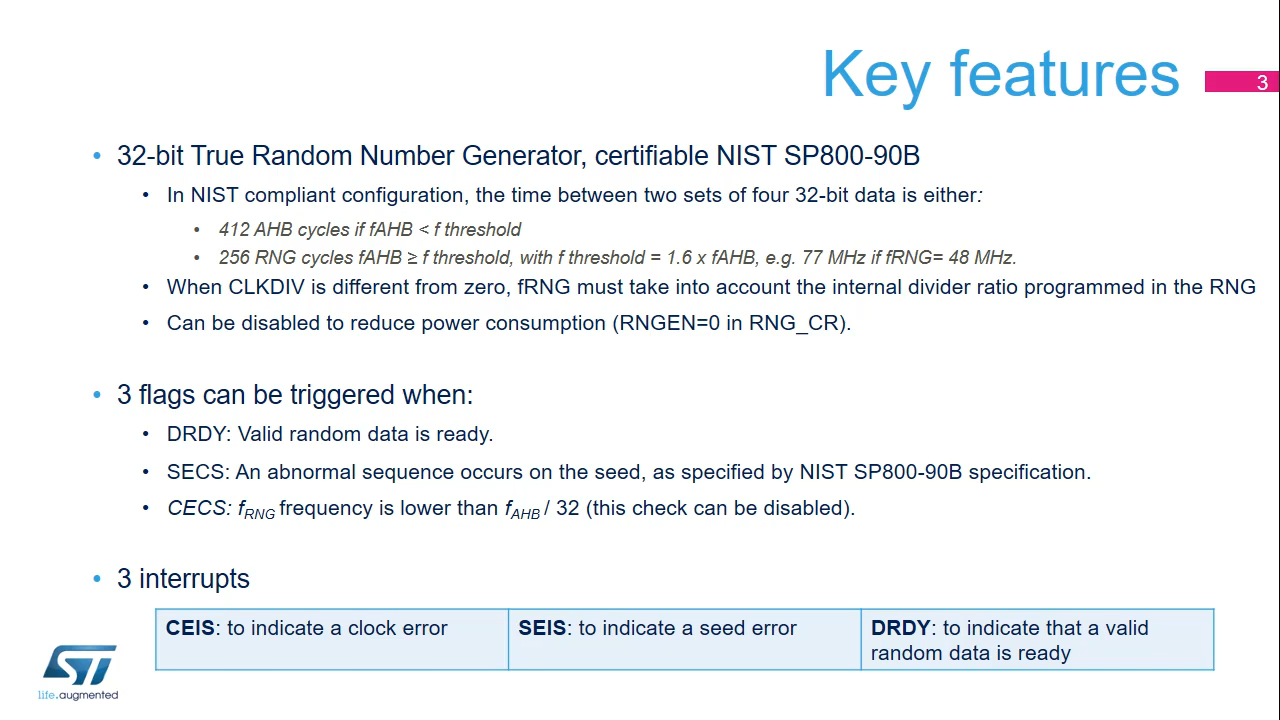 Key features
3
• 32-bit True Random Number Generator, certifiable NIST SP800-90B
• In NIST compliant configuration, the time between two sets of four 32-bit data is either:
• 412 AHB cycles if fAHB < f threshold
• 256 RNG cycles fAHB ≥ f threshold, with f threshold = 1.6 x fAHB, e.g. 77 MHz if fRNG= 48 MHz.
• When CLKDIV is different from zero, fRNG must take into account the internal divider ratio programmed in the RNG
• Can be disabled to reduce power consumption (RNGEN=0 in RNG_CR).
• 3 flags can be triggered when:
• DRDY: Valid random data is ready.
• SECS: An abnormal sequence occurs on the seed, as specified by NIST SP800-90B specification.
• CECS: fRNG frequency is lower than fAHB / 32 (this check can be disabled).
• 3 interrupts
CEIS: to indicate a clock error
SEIS: to indicate a seed error
DRDY: to indicate that a valid
random data is ready
ST
life.augmented